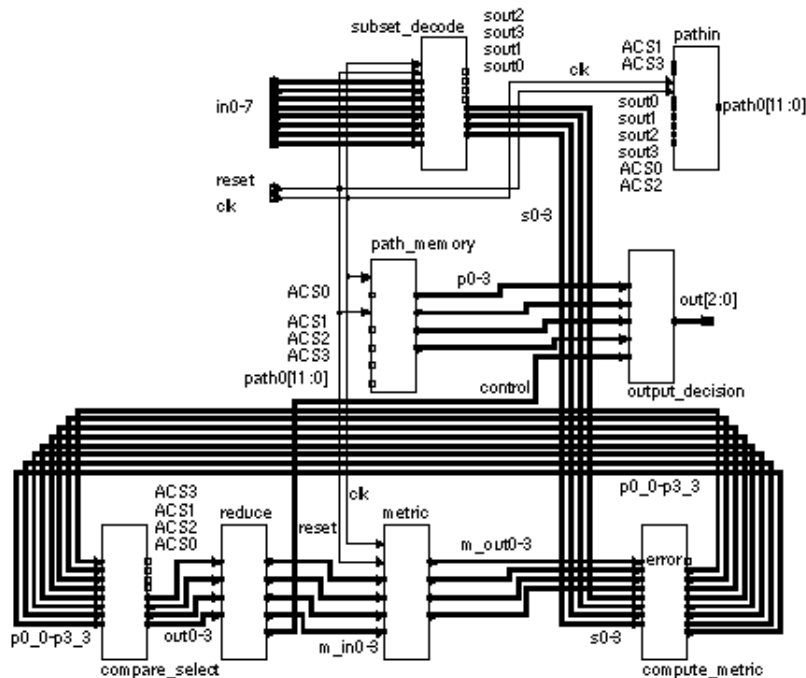 subset_decode
sout2
sout3
sout1
sout0
pathin
ACS1
ACS3
clk
in0-7
sout0
sout1
sout2
sout3
ACS0
ACS2
path0[11:0]
reset
clk
s0-3
path_memory
p0-3
ACS0
ACS1
ACS2
ACS3
path0[11:0]
out[2:0]
control
output_decision
p0_0-p3_3
ACS3
ACS1
ACS2
ACS0
reduce
clk
reset
metric
m_out0-3
error
p0_0-p3_3
out0-3
m_in0-3
s0-3
compare_select
compute_metric